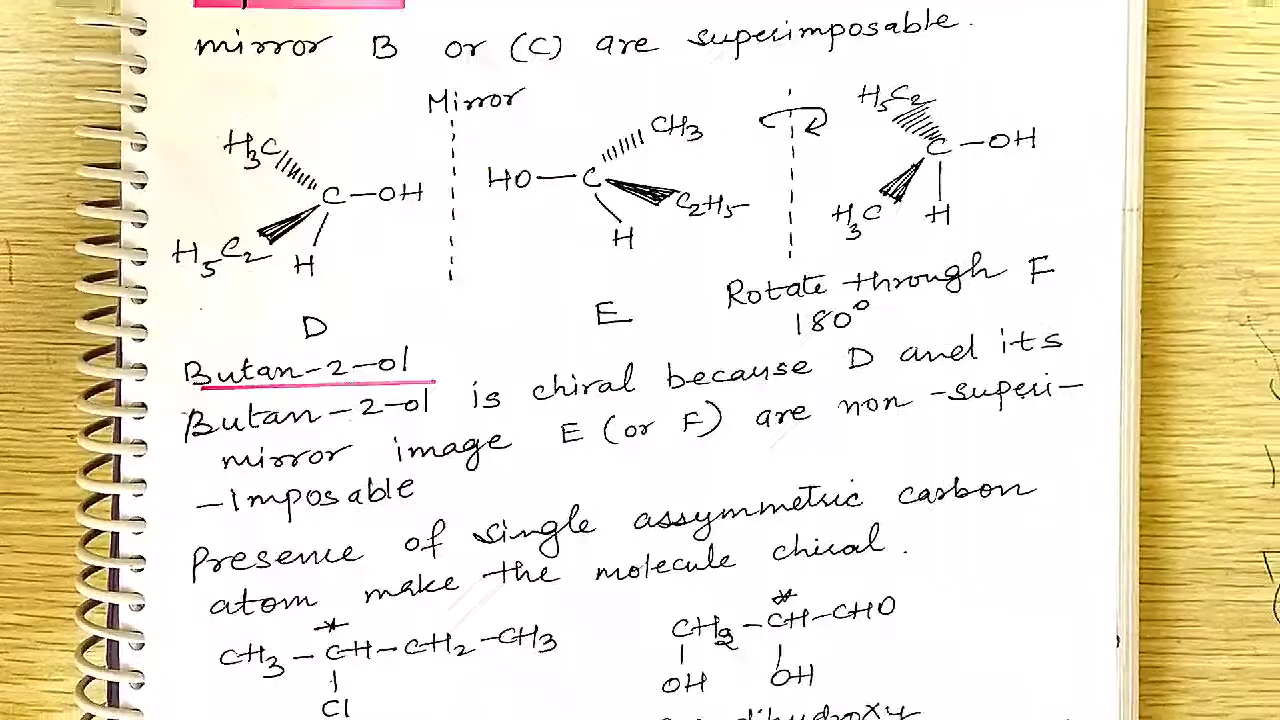 mirror B or (C) are superimposable.
Mirror
H3C C-OH H5C2 H
HO-C CH3 C2H5 H
H5C2 C-OH H3C H
D
E
Rotate through F
180°
Butan-2-ol
Butan-2-ol is chiral because D and its
mirror image E (or F) are non-superi-
-imposable
Presence of single assymmetric carbon
atom make the molecule chiral.
CH3-*CH-CH2-CH3
Cl
CH2-*CH-CHO
OH OH
dihydroxy